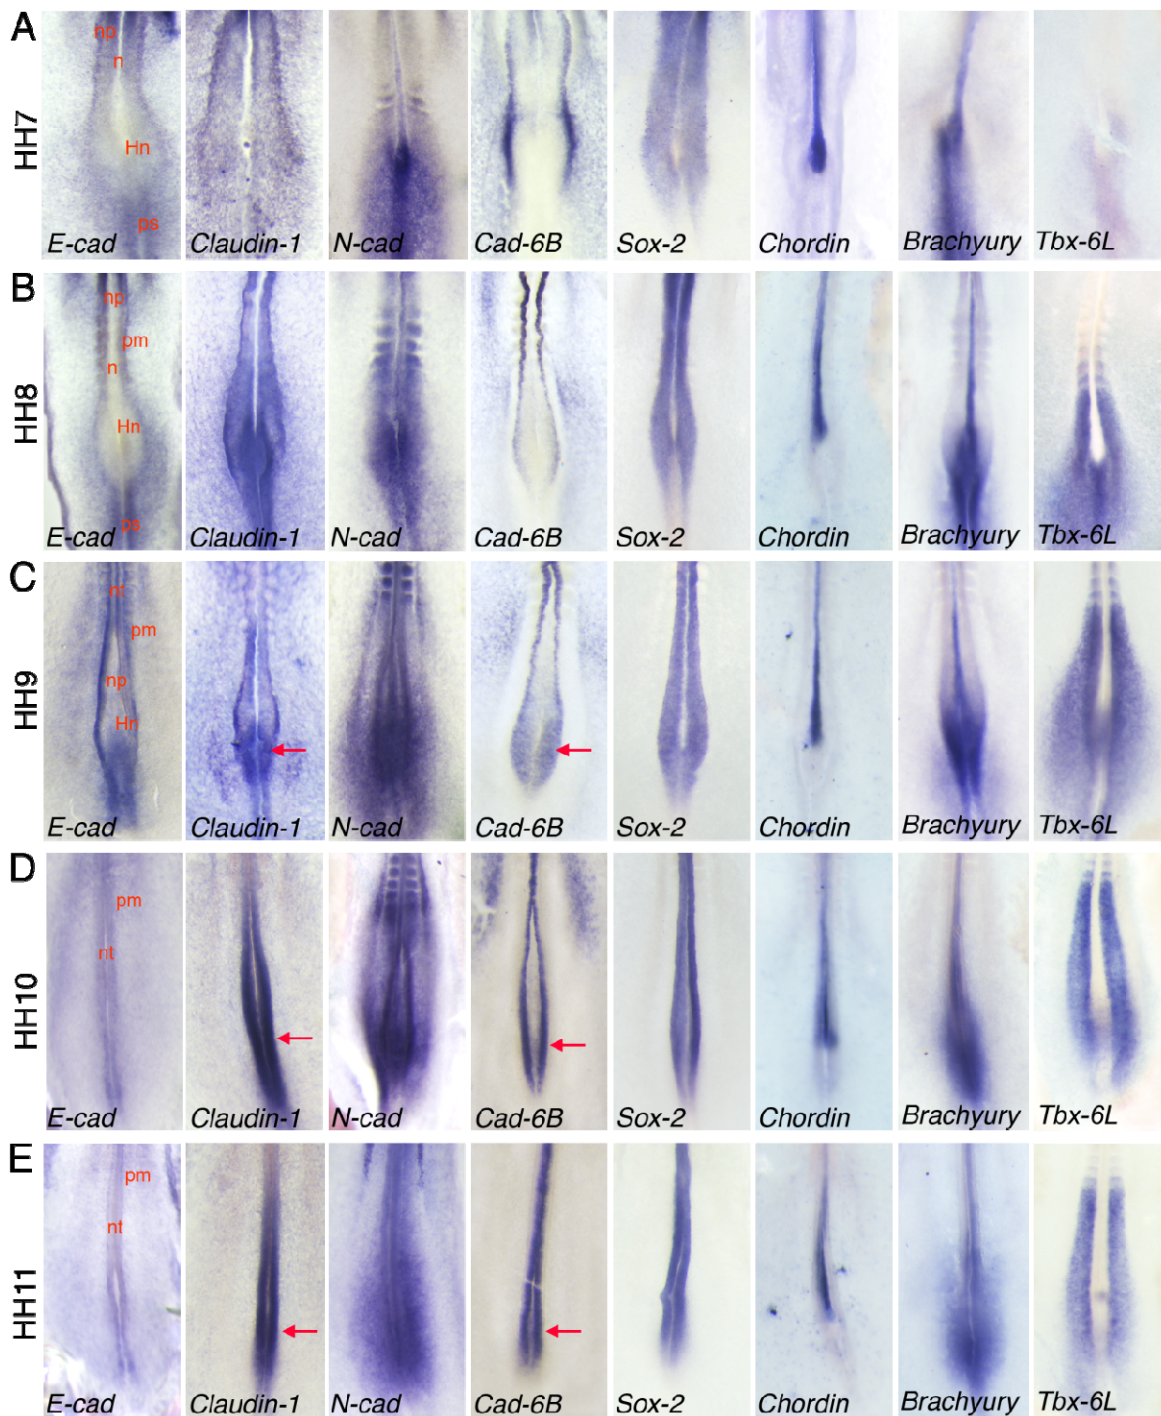 A
HH7
np
n
Hn
ps
E-cad Claudin-1 N-cad Cad-6B Sox-2 Chordin Brachyury Tbx-6L
B
HH8
np
pm
n
Hn
ps
E-cad Claudin-1 N-cad Cad-6B Sox-2 Chordin Brachyury Tbx-6L
C
HH9
nt
pm
np
Hn
E-cad Claudin-1 N-cad Cad-6B Sox-2 Chordin Brachyury Tbx-6L
D
HH10
pm
nt
E-cad Claudin-1 N-cad Cad-6B Sox-2 Chordin Brachyury Tbx-6L
E
HH11
pm
nt
E-cad Claudin-1 N-cad Cad-6B Sox-2 Chordin Brachyury Tbx-6L